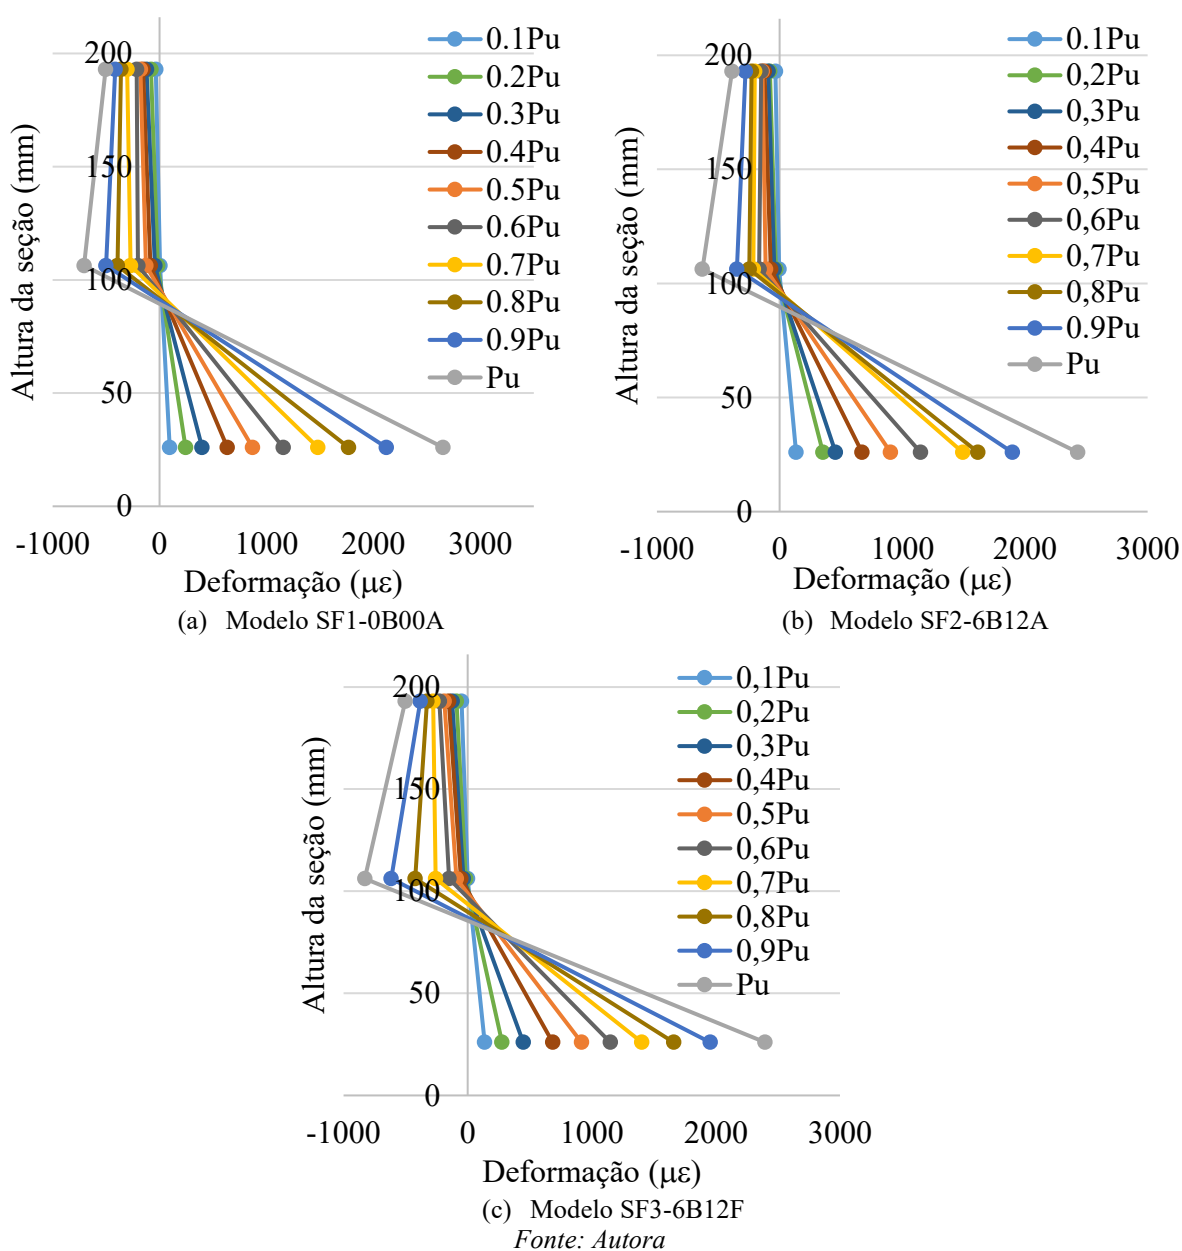 Altura da seção (mm)
200
150
100
50
0
-1000 0 1000 2000 3000
Deformação (με)
0.1Pu
0.2Pu
0.3Pu
0.4Pu
0.5Pu
0.6Pu
0.7Pu
0.8Pu
0.9Pu
Pu
(a) Modelo SF1-0B00A
Altura da seção (mm)
200
150
100
50
0
-1000 0 1000 2000 3000
Deformação (με)
0.1Pu
0,2Pu
0,3Pu
0,4Pu
0,5Pu
0,6Pu
0,7Pu
0,8Pu
0.9Pu
Pu
(b) Modelo SF2-6B12A
Altura da seção (mm)
200
150
100
50
0
-1000 0 1000 2000 3000
Deformação (με)
0,1Pu
0,2Pu
0,3Pu
0,4Pu
0,5Pu
0,6Pu
0,7Pu
0,8Pu
0,9Pu
Pu
(c) Modelo SF3-6B12F
Fonte: Autora